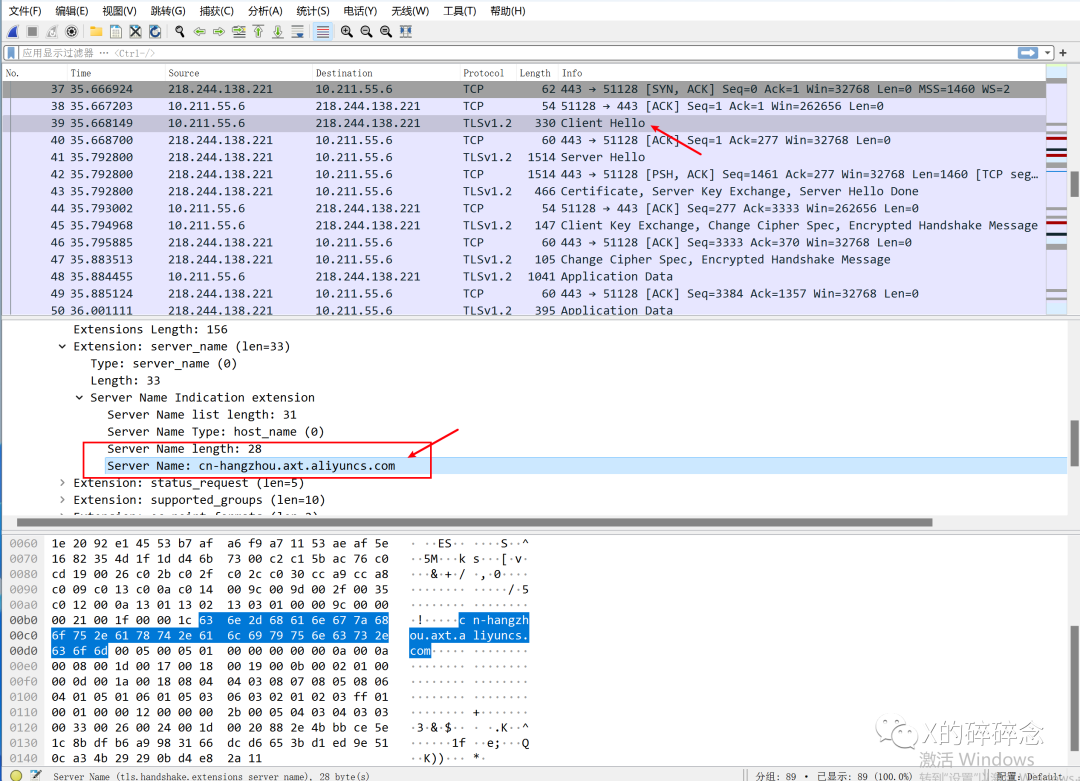 文件(F) 编辑(E) 视图(V) 跳转(G) 捕获(C) 分析(A) 统计(S) 电话(Y) 无线(W) 工具(T) 帮助(H)
应用显示过滤器 … <Ctrl-/>
No. Time Source Destination Protocol Length Info
37 35.666924 218.244.138.221 10.211.55.6 TCP 62 443 → 51128 [SYN, ACK] Seq=0 Ack=1 Win=32768 Len=0 MSS=1460 WS=2
38 35.667203 10.211.55.6 218.244.138.221 TCP 54 51128 → 443 [ACK] Seq=1 Ack=1 Win=262656 Len=0
39 35.668149 10.211.55.6 218.244.138.221 TLSv1.2 330 Client Hello
40 35.668700 218.244.138.221 10.211.55.6 TCP 60 443 → 51128 [ACK] Seq=1 Ack=277 Win=32768 Len=0
41 35.792800 218.244.138.221 10.211.55.6 TLSv1.2 1514 Server Hello
42 35.792800 218.244.138.221 10.211.55.6 TCP 1514 443 → 51128 [PSH, ACK] Seq=1461 Ack=277 Win=32768 Len=1460 [TCP seg…
43 35.792800 218.244.138.221 10.211.55.6 TLSv1.2 466 Certificate, Server Key Exchange, Server Hello Done
44 35.793002 10.211.55.6 218.244.138.221 TCP 54 51128 → 443 [ACK] Seq=277 Ack=3333 Win=262656 Len=0
45 35.794968 10.211.55.6 218.244.138.221 TLSv1.2 147 Client Key Exchange, Change Cipher Spec, Encrypted Handshake Message
46 35.795885 218.244.138.221 10.211.55.6 TCP 60 443 → 51128 [ACK] Seq=3333 Ack=370 Win=32768 Len=0
47 35.883513 218.244.138.221 10.211.55.6 TLSv1.2 105 Change Cipher Spec, Encrypted Handshake Message
48 35.884455 10.211.55.6 218.244.138.221 TLSv1.2 1041 Application Data
49 35.885124 218.244.138.221 10.211.55.6 TCP 60 443 → 51128 [ACK] Seq=3384 Ack=1357 Win=32768 Len=0
50 36.001111 218.244.138.221 10.211.55.6 TLSv1.2 395 Application Data
Extensions Length: 156
Extension: server_name (len=33)
Type: server_name (0)
Length: 33
Server Name Indication extension
Server Name list length: 31
Server Name Type: host_name (0)
Server Name length: 28
Server Name: cn-hangzhou.axt.aliyuncs.com
Extension: status_request (len=5)
Extension: supported_groups (len=10)
0060 1e 20 92 e1 45 53 b7 af a6 f9 a7 11 53 ae af 5e · ··ES·· ····S··^
0070 16 82 35 4d 1f 1d d4 6b 73 00 c2 c1 5b ac 76 c0 ··5M···k s···[·v·
0080 cd 19 00 26 c0 2b c0 2f c0 2c c0 30 cc a9 cc a8 ···&·+·/ ·,·0····
0090 c0 09 c0 13 c0 0a c0 14 00 9c 00 9d 00 2f 00 35 ········ ·····/·5
00a0 c0 12 00 0a 13 01 13 02 13 03 01 00 00 9c 00 00 ········ ········
00b0 00 21 00 1f 00 00 1c 63 6e 2d 68 61 6e 67 7a 68 ·!·····c n-hangzh
00c0 6f 75 2e 61 78 74 2e 61 6c 69 79 75 6e 63 73 2e ou.axt.a liyuncs.
00d0 63 6f 6d 00 05 00 05 01 00 00 00 00 00 0a 00 0a com····· ········
00e0 00 08 00 1d 00 17 00 18 00 19 00 0b 00 02 01 00 ········ ········
00f0 00 0d 00 1a 00 18 08 04 04 03 08 07 08 05 08 06 ········ ········
0100 04 01 05 01 06 01 05 03 06 03 02 01 02 03 ff 01 ········ ········
0110 00 01 00 00 12 00 00 00 2b 00 05 04 03 04 03 03 ········ +·······
0120 00 33 00 26 00 24 00 1d 00 20 88 2e 4b bb ce 5e ·3·&·$·· · ·.K··^
0130 1c 8b df b6 a9 98 31 66 dc d6 65 3b d1 ed 9e 51 ······1f ··e;···Q
0140 0c a3 4b 29 29 0b d4 e8 2a 11 ··K))··· *·
X的碎碎念
激活 Windows
Server Name (tls.handshake.extensions_server_name), 28 byte(s) 分组: 89 · 已显示: 89 (100.0%) 配置: Default